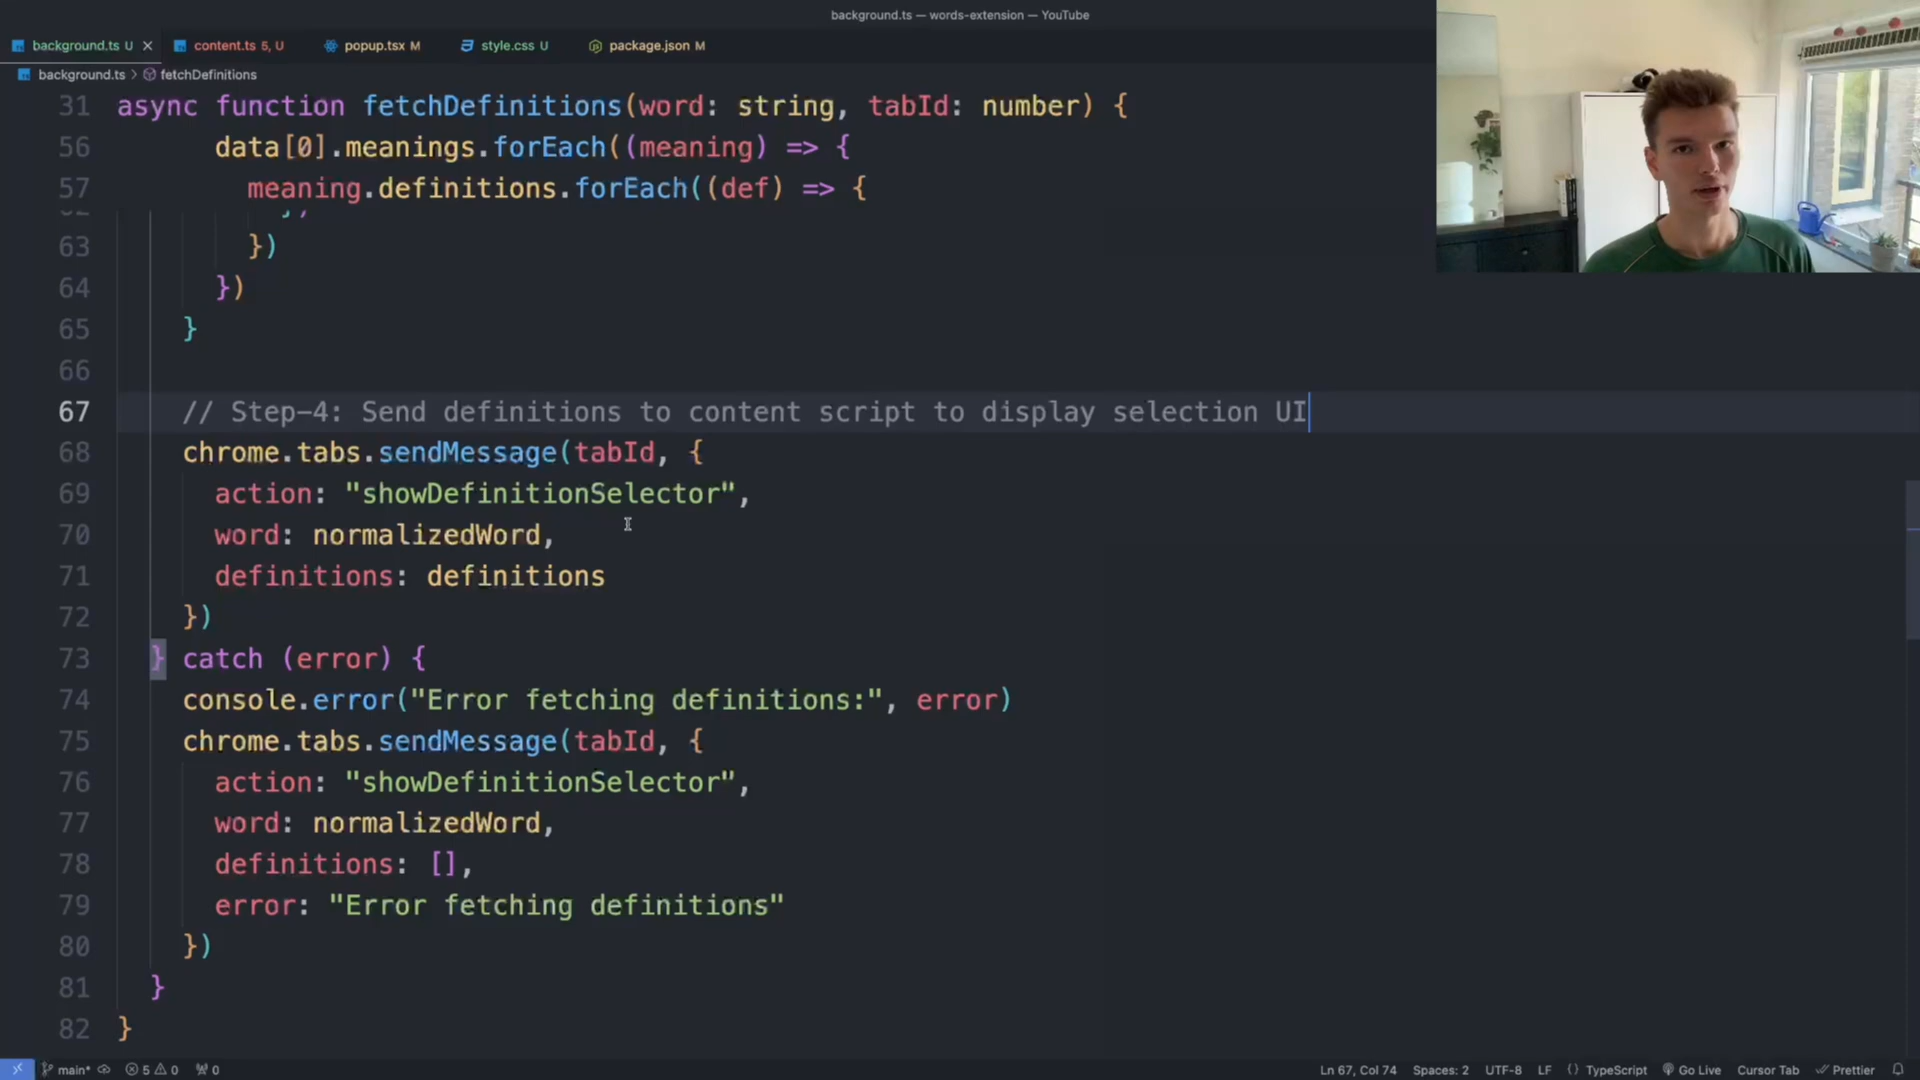 background.ts — words-extension — YouTube
background.ts U content.ts 5, U popup.tsx M style.css U package.json M
background.ts > fetchDefinitions
31 async function fetchDefinitions(word: string, tabId: number) {
56 data[0].meanings.forEach((meaning) => {
57 meaning.definitions.forEach((def) => {
63 })
64 })
65 }
66
67 // Step-4: Send definitions to content script to display selection UI
68 chrome.tabs.sendMessage(tabId, {
69 action: "showDefinitionSelector",
70 word: normalizedWord,
71 definitions: definitions
72 })
73 } catch (error) {
74 console.error("Error fetching definitions:", error)
75 chrome.tabs.sendMessage(tabId, {
76 action: "showDefinitionSelector",
77 word: normalizedWord,
78 definitions: [],
79 error: "Error fetching definitions"
80 })
81 }
82 }
main* 5 0 0 Ln 67, Col 74 Spaces: 2 UTF-8 LF {} TypeScript Go Live Cursor Tab Prettier